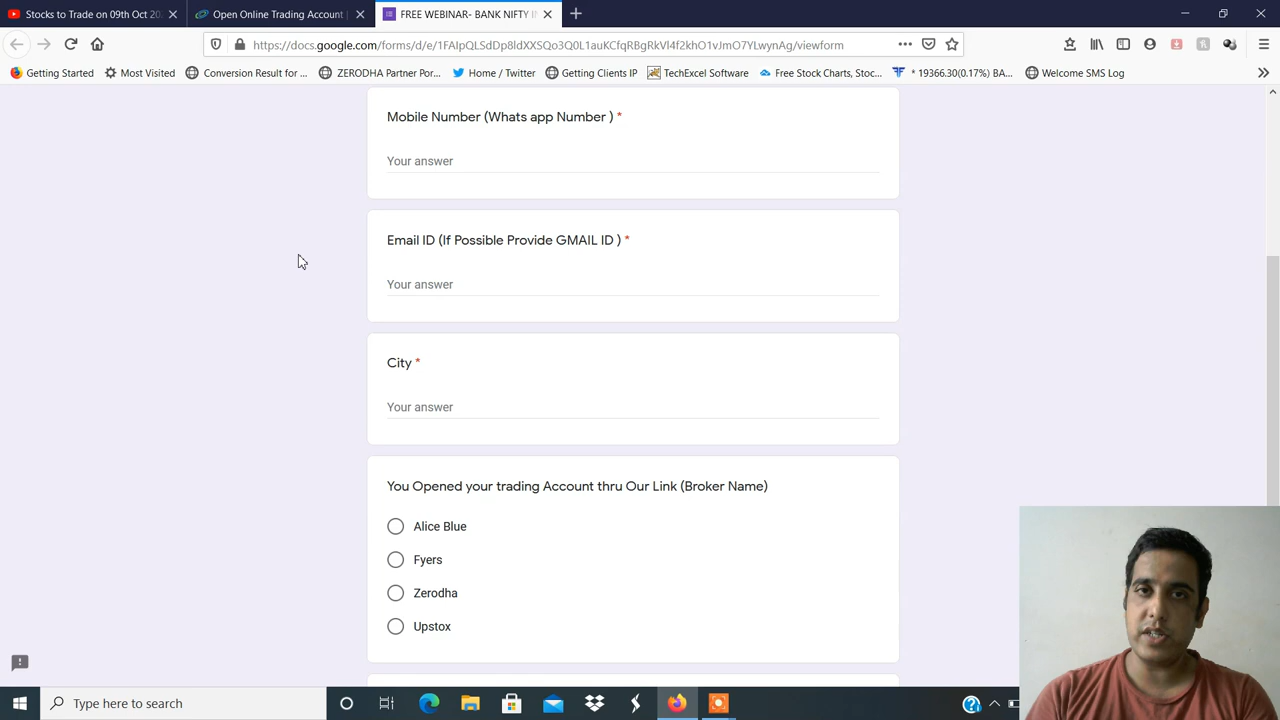 Stocks to Trade on 09th Oct 202
Open Online Trading Account |
FREE WEBINAR- BANK NIFTY I
https://docs.google.com/forms/d/e/1FAIpQLSdDp8ldXXSQo3Q0L1auKCfqRBgRkVl4f2khO1vJmO7YLwynAg/viewform
Getting Started
Most Visited
Conversion Result for ...
ZERODHA Partner Por...
Home / Twitter
Getting Clients IP
TechExcel Software
Free Stock Charts, Stoc...
* 19366.30(0.17%) BA...
Welcome SMS Log
Mobile Number (Whats app Number ) *
Your answer
Email ID (If Possible Provide GMAIL ID ) *
Your answer
City *
Your answer
You Opened your trading Account thru Our Link (Broker Name)
Alice Blue
Fyers
Zerodha
Upstox
Type here to search